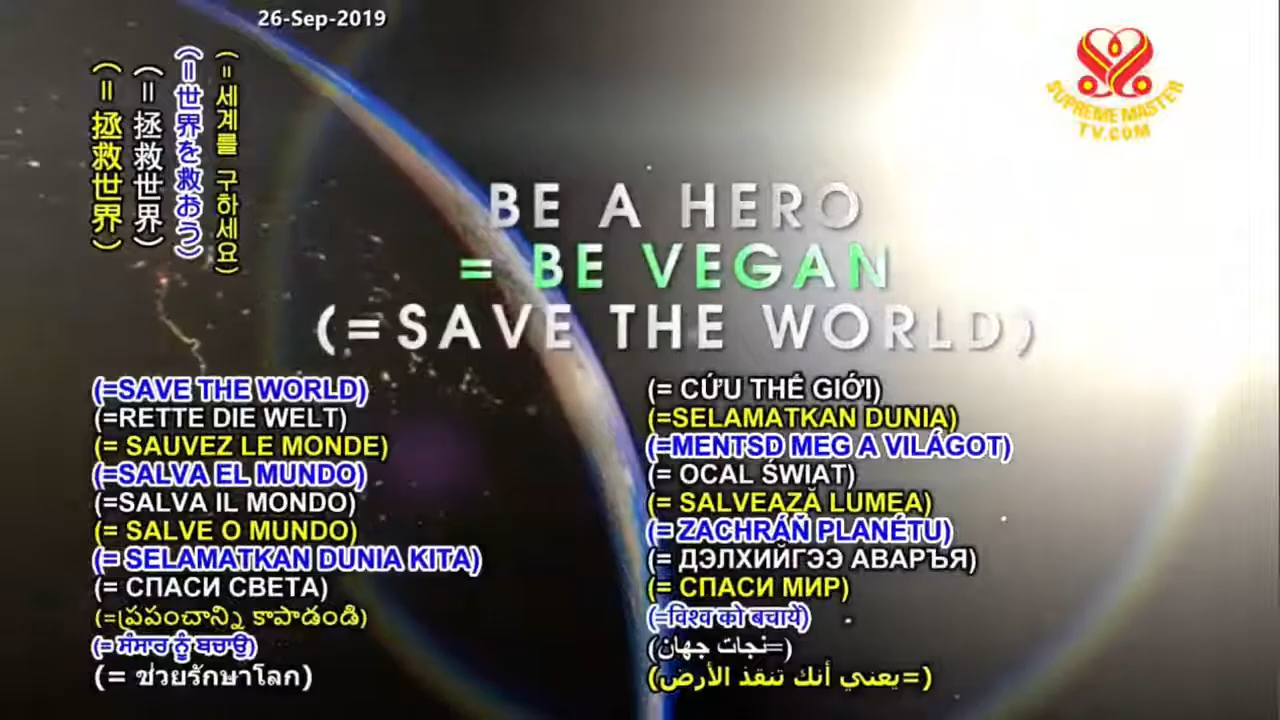 26-Sep-2019
(=拯救世界)
(=拯救世界)
(=世界を救おう)
(=세계를 구하세요)
SUPREME MASTER
TV.COM
BE A HERO
= BE VEGAN
(=SAVE THE WORLD)
(=SAVE THE WORLD)
(=RETTE DIE WELT)
(= SAUVEZ LE MONDE)
(=SALVA EL MUNDO)
(=SALVA IL MONDO)
(= SALVE O MUNDO)
(= SELAMATKAN DUNIA KITA)
(= СПАСИ СВЕТА)
(=ప్రపంచాన్ని కాపాడండి)
(= ਸੰਸਾਰ ਨੂੰ ਬਚਾਉ)
(= ช่วยรักษาโลก)
(= CỨU THẾ GIỚI)
(=SELAMATKAN DUNIA)
(=MENTSD MEG A VILÁGOT)
(= OCAL ŚWIAT)
(= SALVEAZĂ LUMEA)
(= ZACHRÁŇ PLANÉTU)
(= ДЭЛХИЙГЭЭ АВАРЪЯ)
(= СПАСИ МИР)
(=विश्व को बचायें)
(=نجات جهان)
(=يعني أنك تنقذ الأرض)